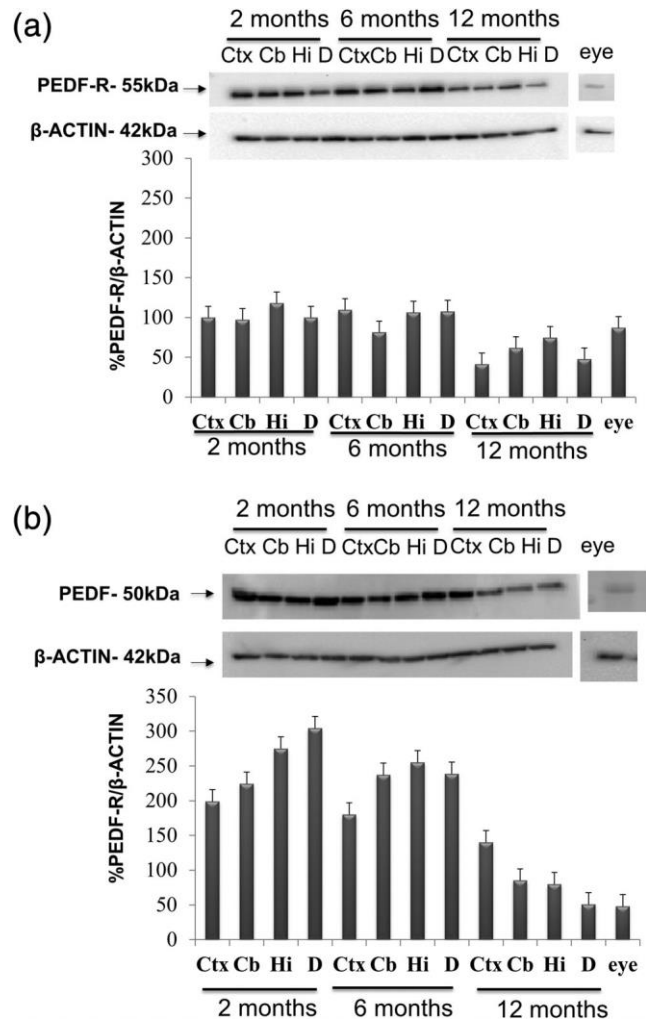 (a)
2 months 6 months 12 months
Ctx Cb Hi D CtxCb Hi D Ctx Cb Hi D eye
PEDF-R- 55kDa
β-ACTIN- 42kDa
300
250
200
150
100
50
0
%PEDF-R/β-ACTIN
Ctx Cb Hi D Ctx Cb Hi D Ctx Cb Hi D eye
2 months 6 months 12 months
(b)
2 months 6 months 12 months
Ctx Cb Hi D CtxCb Hi D Ctx Cb Hi D eye
PEDF- 50kDa
β-ACTIN- 42kDa
350
300
250
200
150
100
50
0
%PEDF-R/β-ACTIN
Ctx Cb Hi D Ctx Cb Hi D Ctx Cb Hi D eye
2 months 6 months 12 months